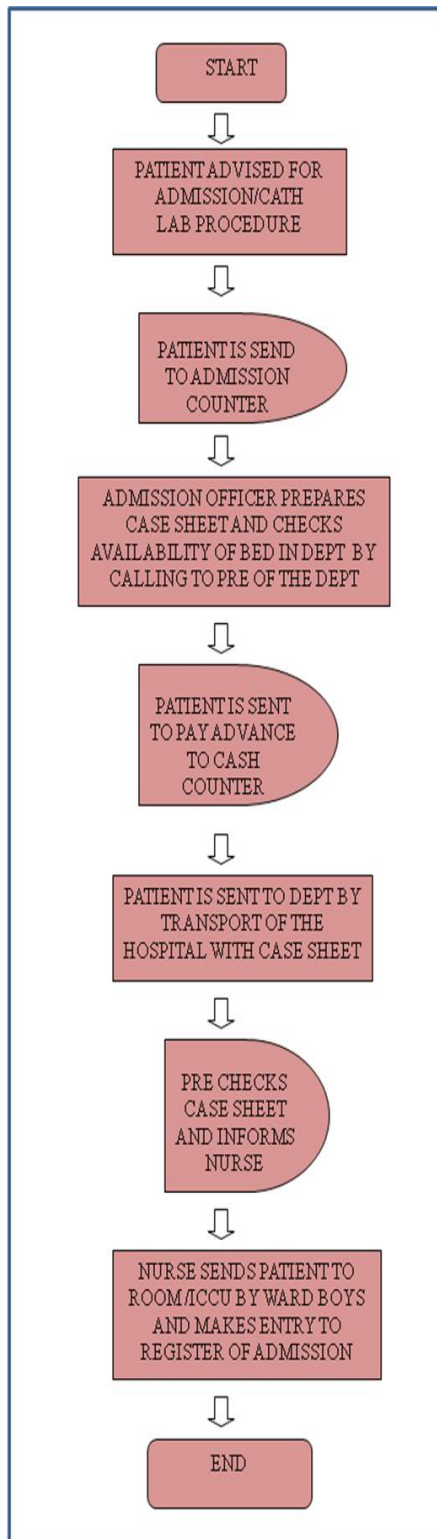 START
PATIENT ADVISED FOR
ADMISSION/CATH
LAB PROCEDURE
PATIENT IS SEND
TO ADMISSION
COUNTER
ADMISSION OFFICER PREPARES
CASE SHEET AND CHECKS
AVAILABILITY OF BED IN DEPT BY
CALLING TO PRE OF THE DEPT
PATIENT IS SENT
TO PAY ADVANCE
TO CASH
COUNTER
PATIENT IS SENT TO DEPT BY
TRANSPORT OF THE
HOSPITAL WITH CASE SHEET
PRE CHECKS
CASE SHEET
AND INFORMS
NURSE
NURSE SENDS PATIENT TO
ROOM/ICCU BY WARD BOYS
AND MAKES ENTRY TO
REGISTER OF ADMISSION
END